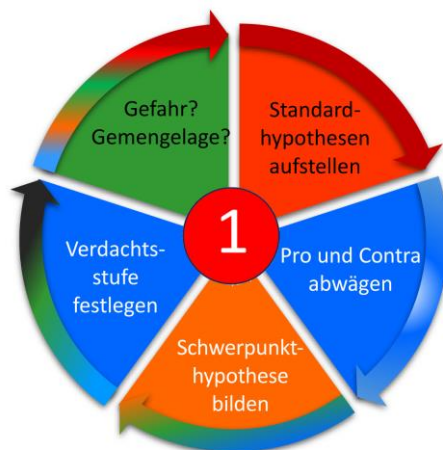 Gefahr?
Gemengelage?
Standard-
hypothesen
aufstellen
1
Verdachts-
stufe
festlegen
Pro und Contra
abwägen
Schwerpunkt-
hypothese
bilden